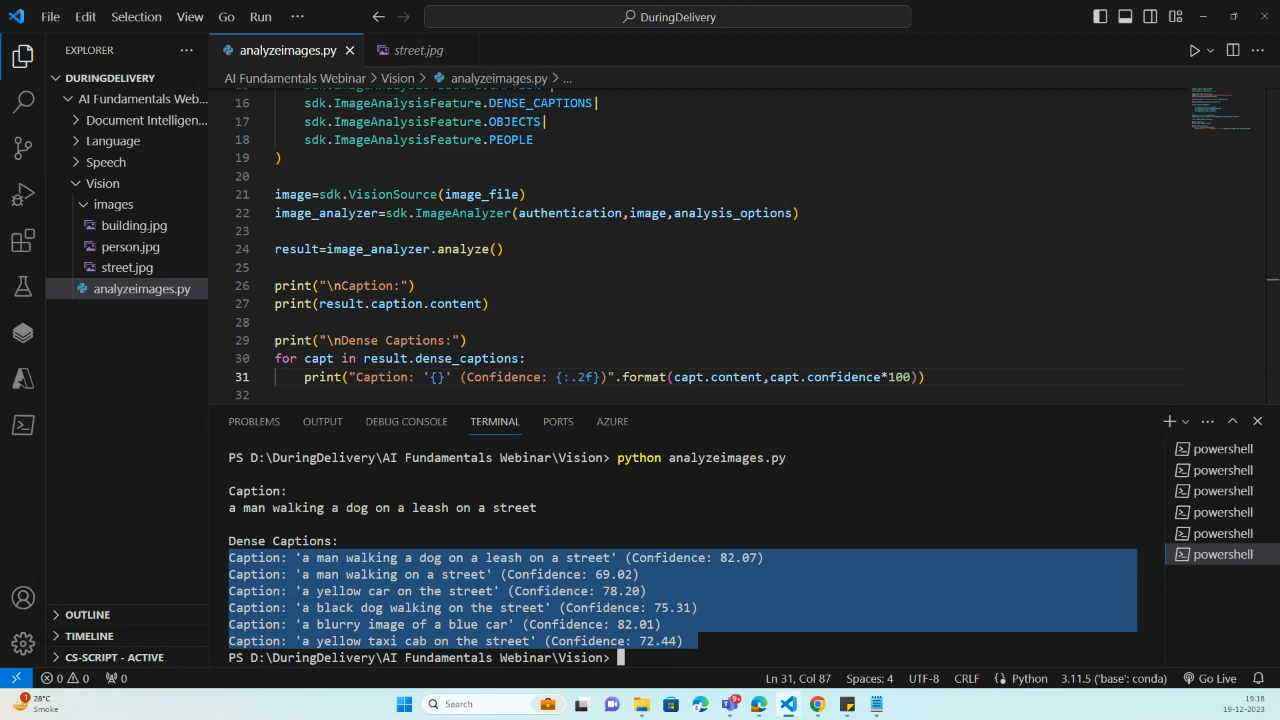 File Edit Selection View Go Run ··· DuringDelivery
EXPLORER ···
DURINGDELIVERY
AI Fundamentals Web...
Document Intelligen...
Language
Speech
Vision
images
building.jpg
person.jpg
street.jpg
analyzeimages.py
OUTLINE
TIMELINE
CS-SCRIPT - ACTIVE
analyzeimages.py street.jpg
AI Fundamentals Webinar > Vision > analyzeimages.py > ...
16 sdk.ImageAnalysisFeature.DENSE_CAPTIONS|
17 sdk.ImageAnalysisFeature.OBJECTS|
18 sdk.ImageAnalysisFeature.PEOPLE
19 )
20
21 image=sdk.VisionSource(image_file)
22 image_analyzer=sdk.ImageAnalyzer(authentication,image,analysis_options)
23
24 result=image_analyzer.analyze()
25
26 print("\nCaption:")
27 print(result.caption.content)
28
29 print("\nDense Captions:")
30 for capt in result.dense_captions:
31 print("Caption: '{}' (Confidence: {:.2f})".format(capt.content,capt.confidence*100))
32
PROBLEMS OUTPUT DEBUG CONSOLE TERMINAL PORTS AZURE
PS D:\DuringDelivery\AI Fundamentals Webinar\Vision> python analyzeimages.py
Caption:
a man walking a dog on a leash on a street
Dense Captions:
Caption: 'a man walking a dog on a leash on a street' (Confidence: 82.07)
Caption: 'a man walking on a street' (Confidence: 69.02)
Caption: 'a yellow car on the street' (Confidence: 78.20)
Caption: 'a black dog walking on the street' (Confidence: 75.31)
Caption: 'a blurry image of a blue car' (Confidence: 82.01)
Caption: 'a yellow taxi cab on the street' (Confidence: 72.44)
PS D:\DuringDelivery\AI Fundamentals Webinar\Vision>
powershell
powershell
powershell
powershell
powershell
powershell
0 0 0 Ln 31, Col 87 Spaces: 4 UTF-8 CRLF Python 3.11.5 ('base': conda) Go Live
1 28°C
Smoke
Search
9+
19:18
19-12-2023